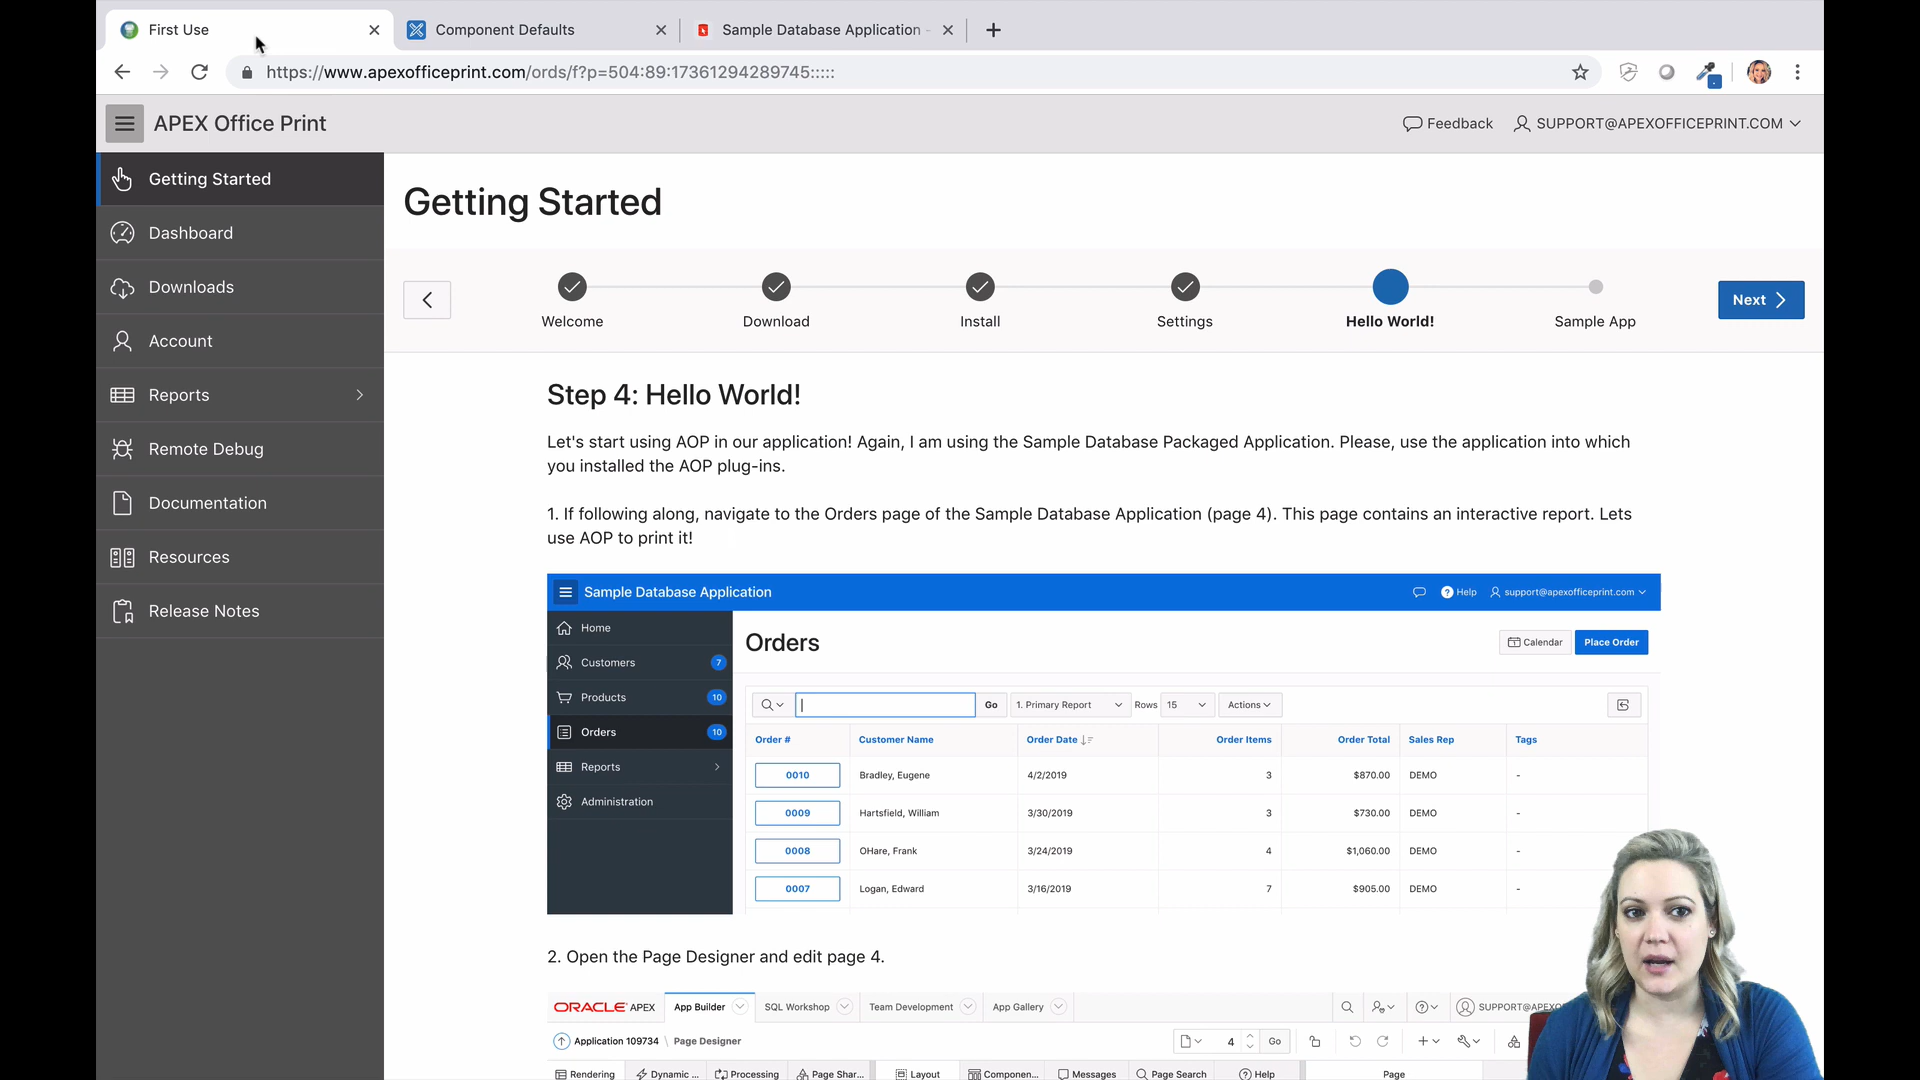 First Use
Component Defaults
Sample Database Application -
https://www.apexofficeprint.com/ords/f?p=504:89:17361294289745:::::
APEX Office Print
Feedback
SUPPORT@APEXOFFICEPRINT.COM
Getting Started
Dashboard
Downloads
Account
Reports
Remote Debug
Documentation
Resources
Release Notes
Getting Started
Welcome
Download
Install
Settings
Hello World!
Sample App
Next
Step 4: Hello World!
Let's start using AOP in our application! Again, I am using the Sample Database Packaged Application. Please, use the application into which
you installed the AOP plug-ins.
1. If following along, navigate to the Orders page of the Sample Database Application (page 4). This page contains an interactive report. Lets
use AOP to print it!
Sample Database Application
Help
support@apexofficeprint.com
Home
Customers 7
Products 10
Orders 10
Reports
Administration
Orders
Calendar
Place Order
Go
1. Primary Report
Rows 15
Actions
Order # Customer Name Order Date Order Items Order Total Sales Rep Tags
0010 Bradley, Eugene 4/2/2019 3 $870.00 DEMO -
0009 Hartsfield, William 3/30/2019 3 $730.00 DEMO -
0008 OHare, Frank 3/24/2019 4 $1,060.00 DEMO -
0007 Logan, Edward 3/16/2019 7 $905.00 DEMO -
2. Open the Page Designer and edit page 4.
ORACLE APEX App Builder SQL Workshop Team Development App Gallery
SUPPORT@APEXO
Application 109734 \ Page Designer
4 Go
Rendering Dynamic ... Processing Page Shar... Layout Componen... Messages Page Search Help Page